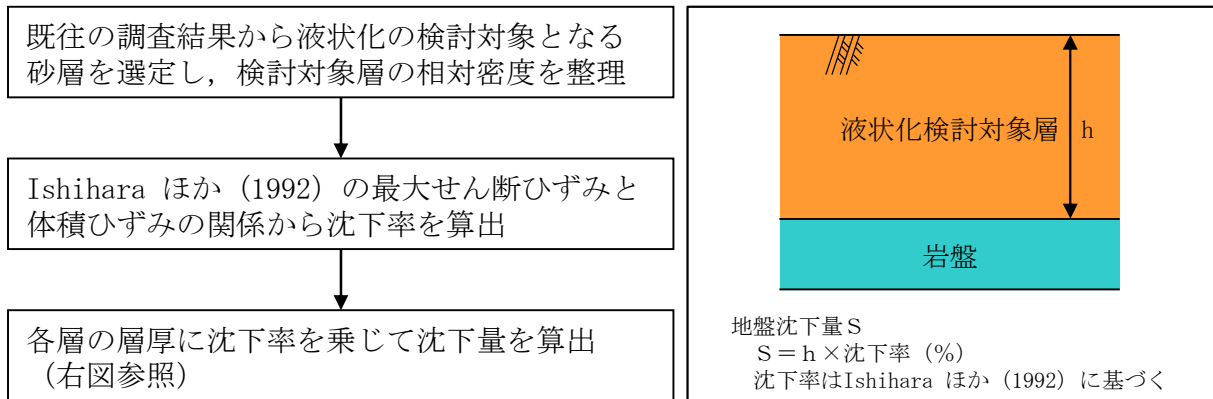 既往の調査結果から液状化の検討対象となる
砂層を選定し，検討対象層の相対密度を整理
Ishihara ほか（1992）の最大せん断ひずみと
体積ひずみの関係から沈下率を算出
各層の層厚に沈下率を乗じて沈下量を算出
（右図参照）
液状化検討対象層
h
岩盤
地盤沈下量Ｓ
Ｓ＝ｈ×沈下率（%）
沈下率はIshihara ほか（1992）に基づく